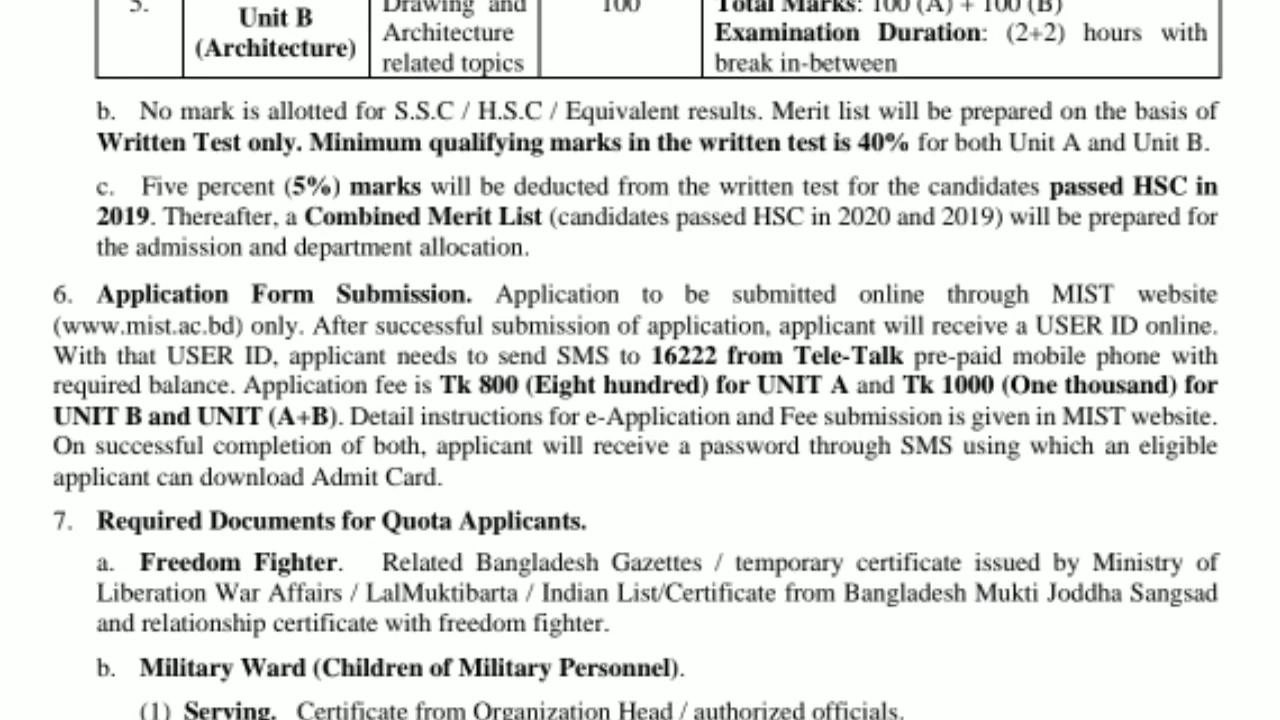 5.
Unit B
(Architecture)
Drawing and
Architecture
related topics
100
Total Marks: 100 (A) + 100 (B)
Examination Duration: (2+2) hours with
break in-between
b. No mark is allotted for S.S.C / H.S.C / Equivalent results. Merit list will be prepared on the basis of
Written Test only. Minimum qualifying marks in the written test is 40% for both Unit A and Unit B.
c. Five percent (5%) marks will be deducted from the written test for the candidates passed HSC in
2019. Thereafter, a Combined Merit List (candidates passed HSC in 2020 and 2019) will be prepared for
the admission and department allocation.
6. Application Form Submission. Application to be submitted online through MIST website
(www.mist.ac.bd) only. After successful submission of application, applicant will receive a USER ID online.
With that USER ID, applicant needs to send SMS to 16222 from Tele-Talk pre-paid mobile phone with
required balance. Application fee is Tk 800 (Eight hundred) for UNIT A and Tk 1000 (One thousand) for
UNIT B and UNIT (A+B). Detail instructions for e-Application and Fee submission is given in MIST website.
On successful completion of both, applicant will receive a password through SMS using which an eligible
applicant can download Admit Card.
7. Required Documents for Quota Applicants.
a. Freedom Fighter. Related Bangladesh Gazettes / temporary certificate issued by Ministry of
Liberation War Affairs / LalMuktibarta / Indian List/Certificate from Bangladesh Mukti Joddha Sangsad
and relationship certificate with freedom fighter.
b. Military Ward (Children of Military Personnel).
(1) Serving. Certificate from Organization Head / authorized officials.